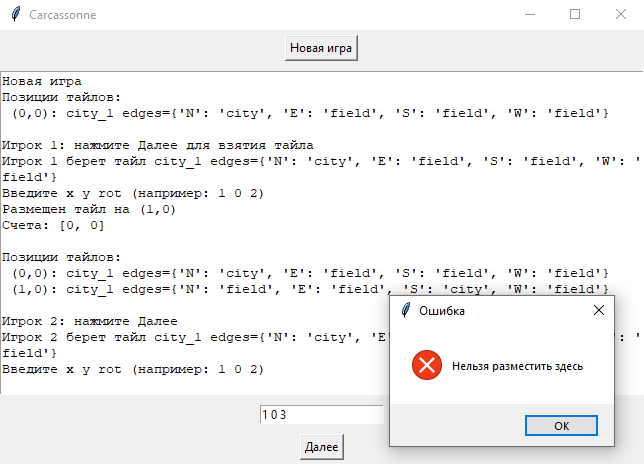 Carcassonne
Новая игра
Новая игра
Позиции тайлов:
(0,0): city_1 edges={'N': 'city', 'E': 'field', 'S': 'field', 'W': 'field'}
Игрок 1: нажмите Далее для взятия тайла
Игрок 1 берет тайл city_1 edges={'N': 'city', 'E': 'field', 'S': 'field', 'W': '
field'}
Введите x y rot (например: 1 0 2)
Размещен тайл на (1,0)
Счета: [0, 0]
Позиции тайлов:
(0,0): city_1 edges={'N': 'city', 'E': 'field', 'S': 'field', 'W': 'field'}
(1,0): city_1 edges={'N': 'field', 'E': 'field', 'S': 'city', 'W': 'field'}
Игрок 2: нажмите Далее
Игрок 2 берет тайл city_1 edges={'N': 'city', 'E' : '
field'}
Введите x y rot (например: 1 0 2)
Ошибка
Нельзя разместить здесь
OK
1 0 3
Далее